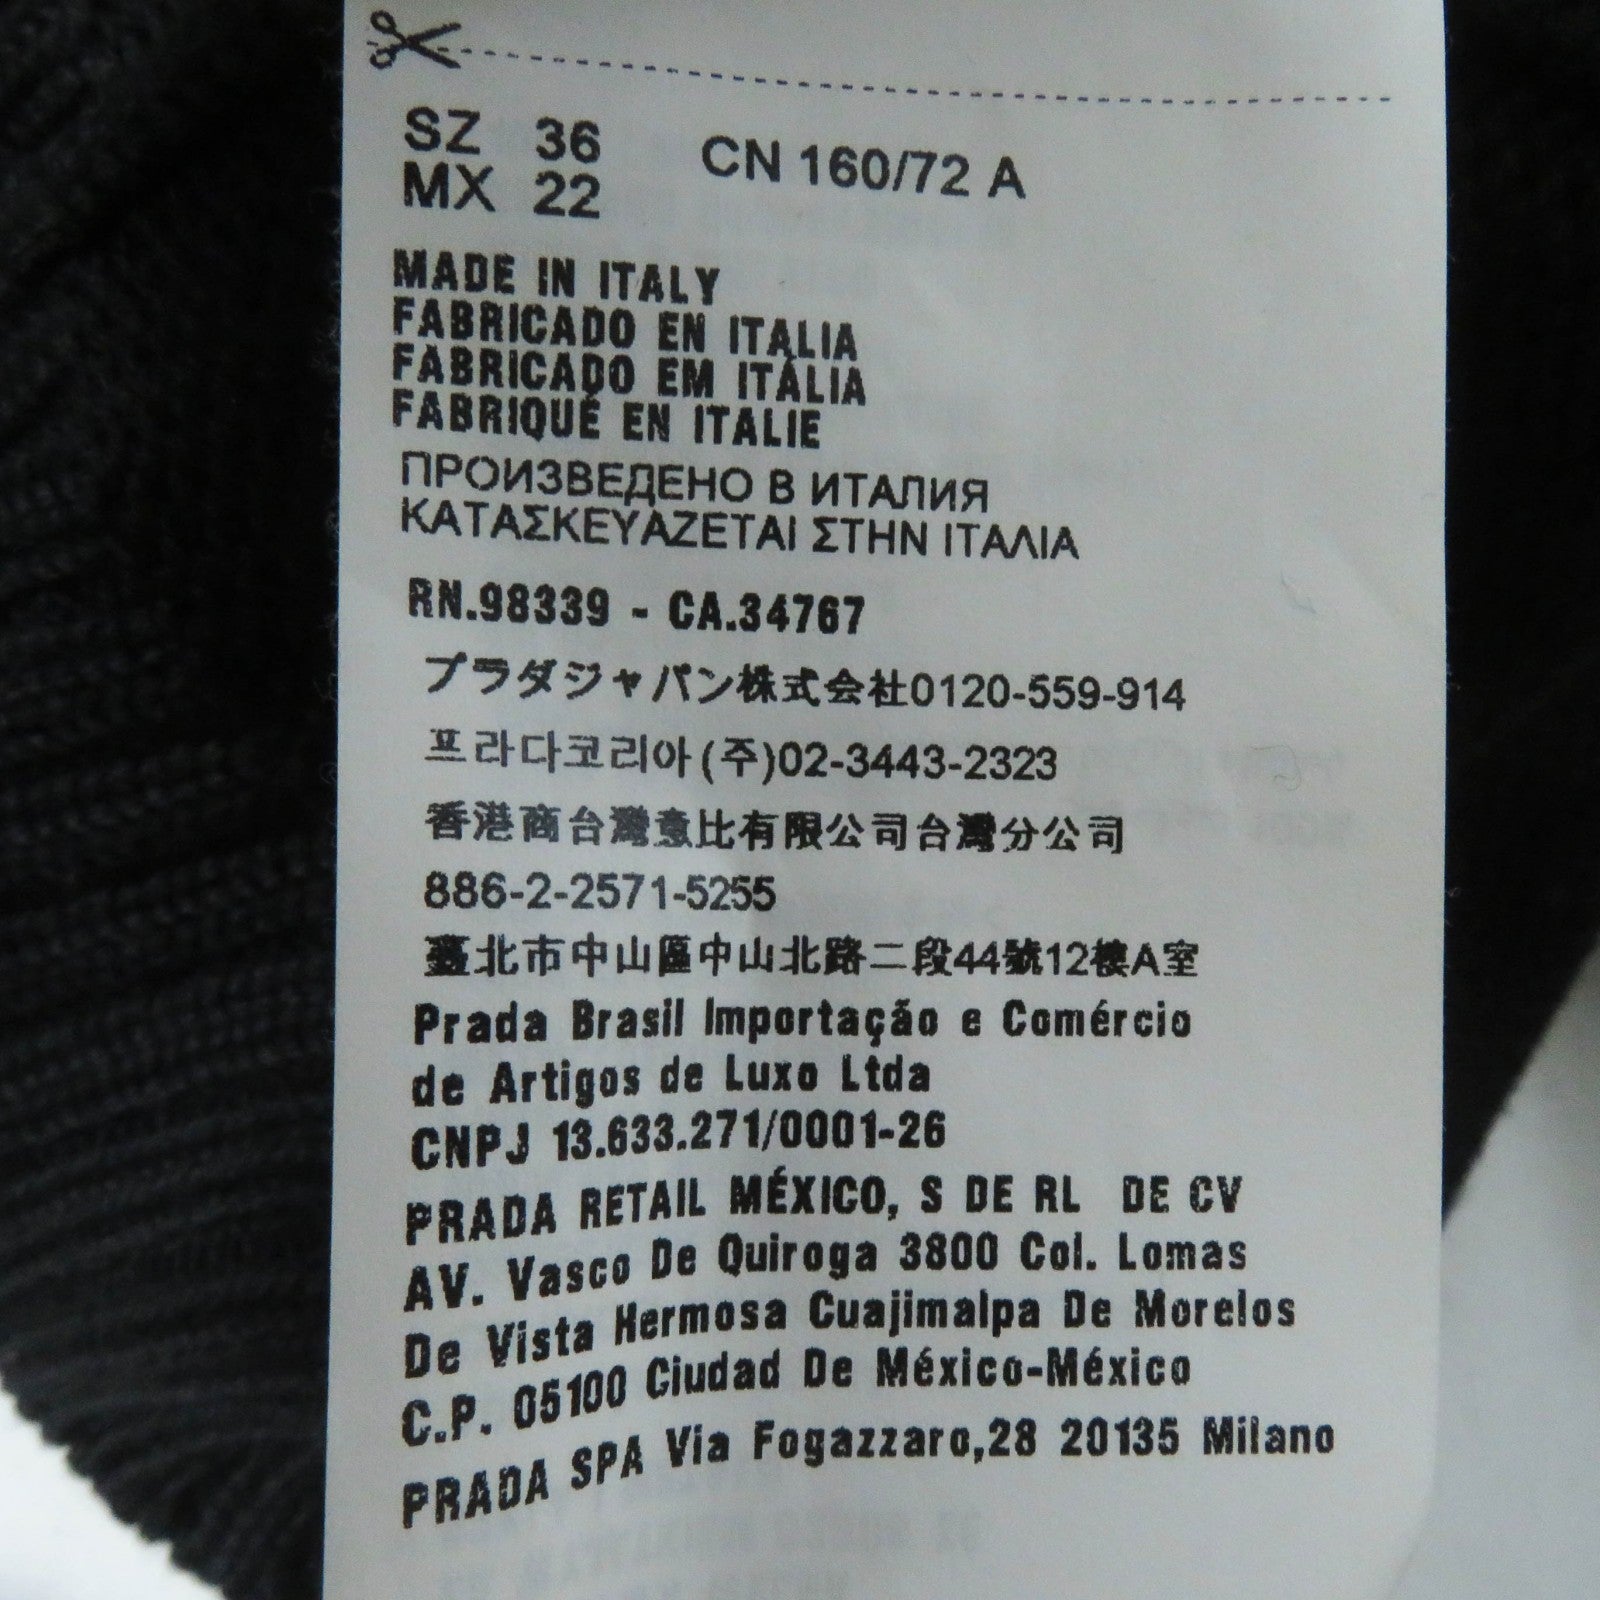 SZ 36 CN 160/72 A
MX 22
MADE IN ITALY
FABRICADO EN ITALIA
FABRICADO EM ITÁLIA
FABRIQUÉ EN ITALIE
ПРОИЗВЕДЕНО В ИТАЛИЯ
ΚΑΤΑΣΚΕΥΑΖΕΤΑΙ ΣΤΗΝ ΙΤΑΛΙΑ
RN.98339 - CA.34767
プラダジャパン株式会社0120-559-914
프라다코리아(주)02-3443-2323
香港商台灣意比有限公司台灣分公司
886-2-2571-5255
臺北市中山區中山北路二段44號12樓A室
Prada Brasil Importação e Comércio
de Artigos de Luxo Ltda
CNPJ 13.633.271/0001-26
PRADA RETAIL MÉXICO, S DE RL DE CV
AV. Vasco De Quiroga 3800 Col. Lomas
De Vista Hermosa Cuajimalpa De Morelos
C.P. 05100 Ciudad De México-México
PRADA SPA Via Fogazzaro,28 20135 Milano